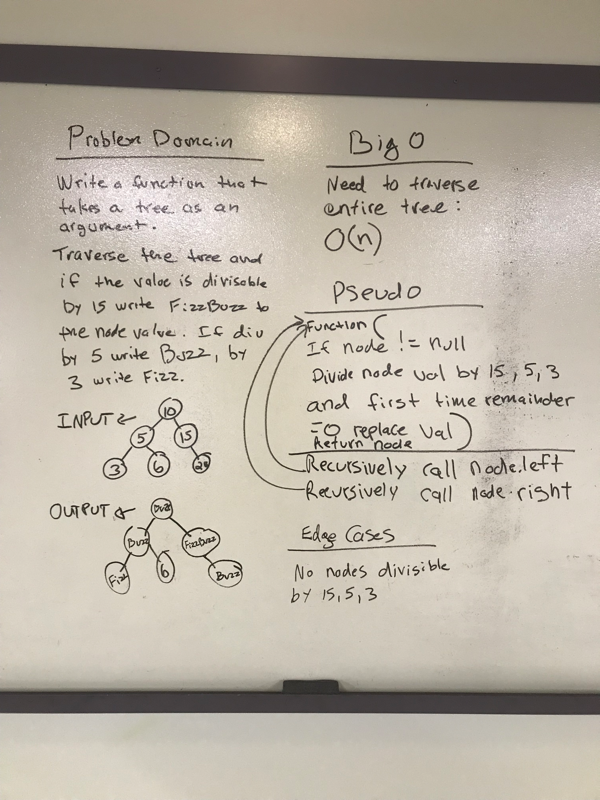 Problem Domain
Write a function that
takes a tree as an
argument.
Traverse the tree and
if the value is divisable
by 15 write FizzBuzz to
the node value. If div
by 5 write Buzz, by
3 write Fizz.
INPUT
10
5 15
3 6 20
OUTPUT
Buzz
Buzz FizzBuzz
Fizz 6 Buzz
Big O
Need to traverse
entire tree:
O(n)
Pseudo
Function (
If node != null
Divide node val by 15, 5, 3
and first time remainder
=0 replace val)
Return node
Recursively call node.left
Recursively call node.right
Edge Cases
No nodes divisible
by 15, 5, 3